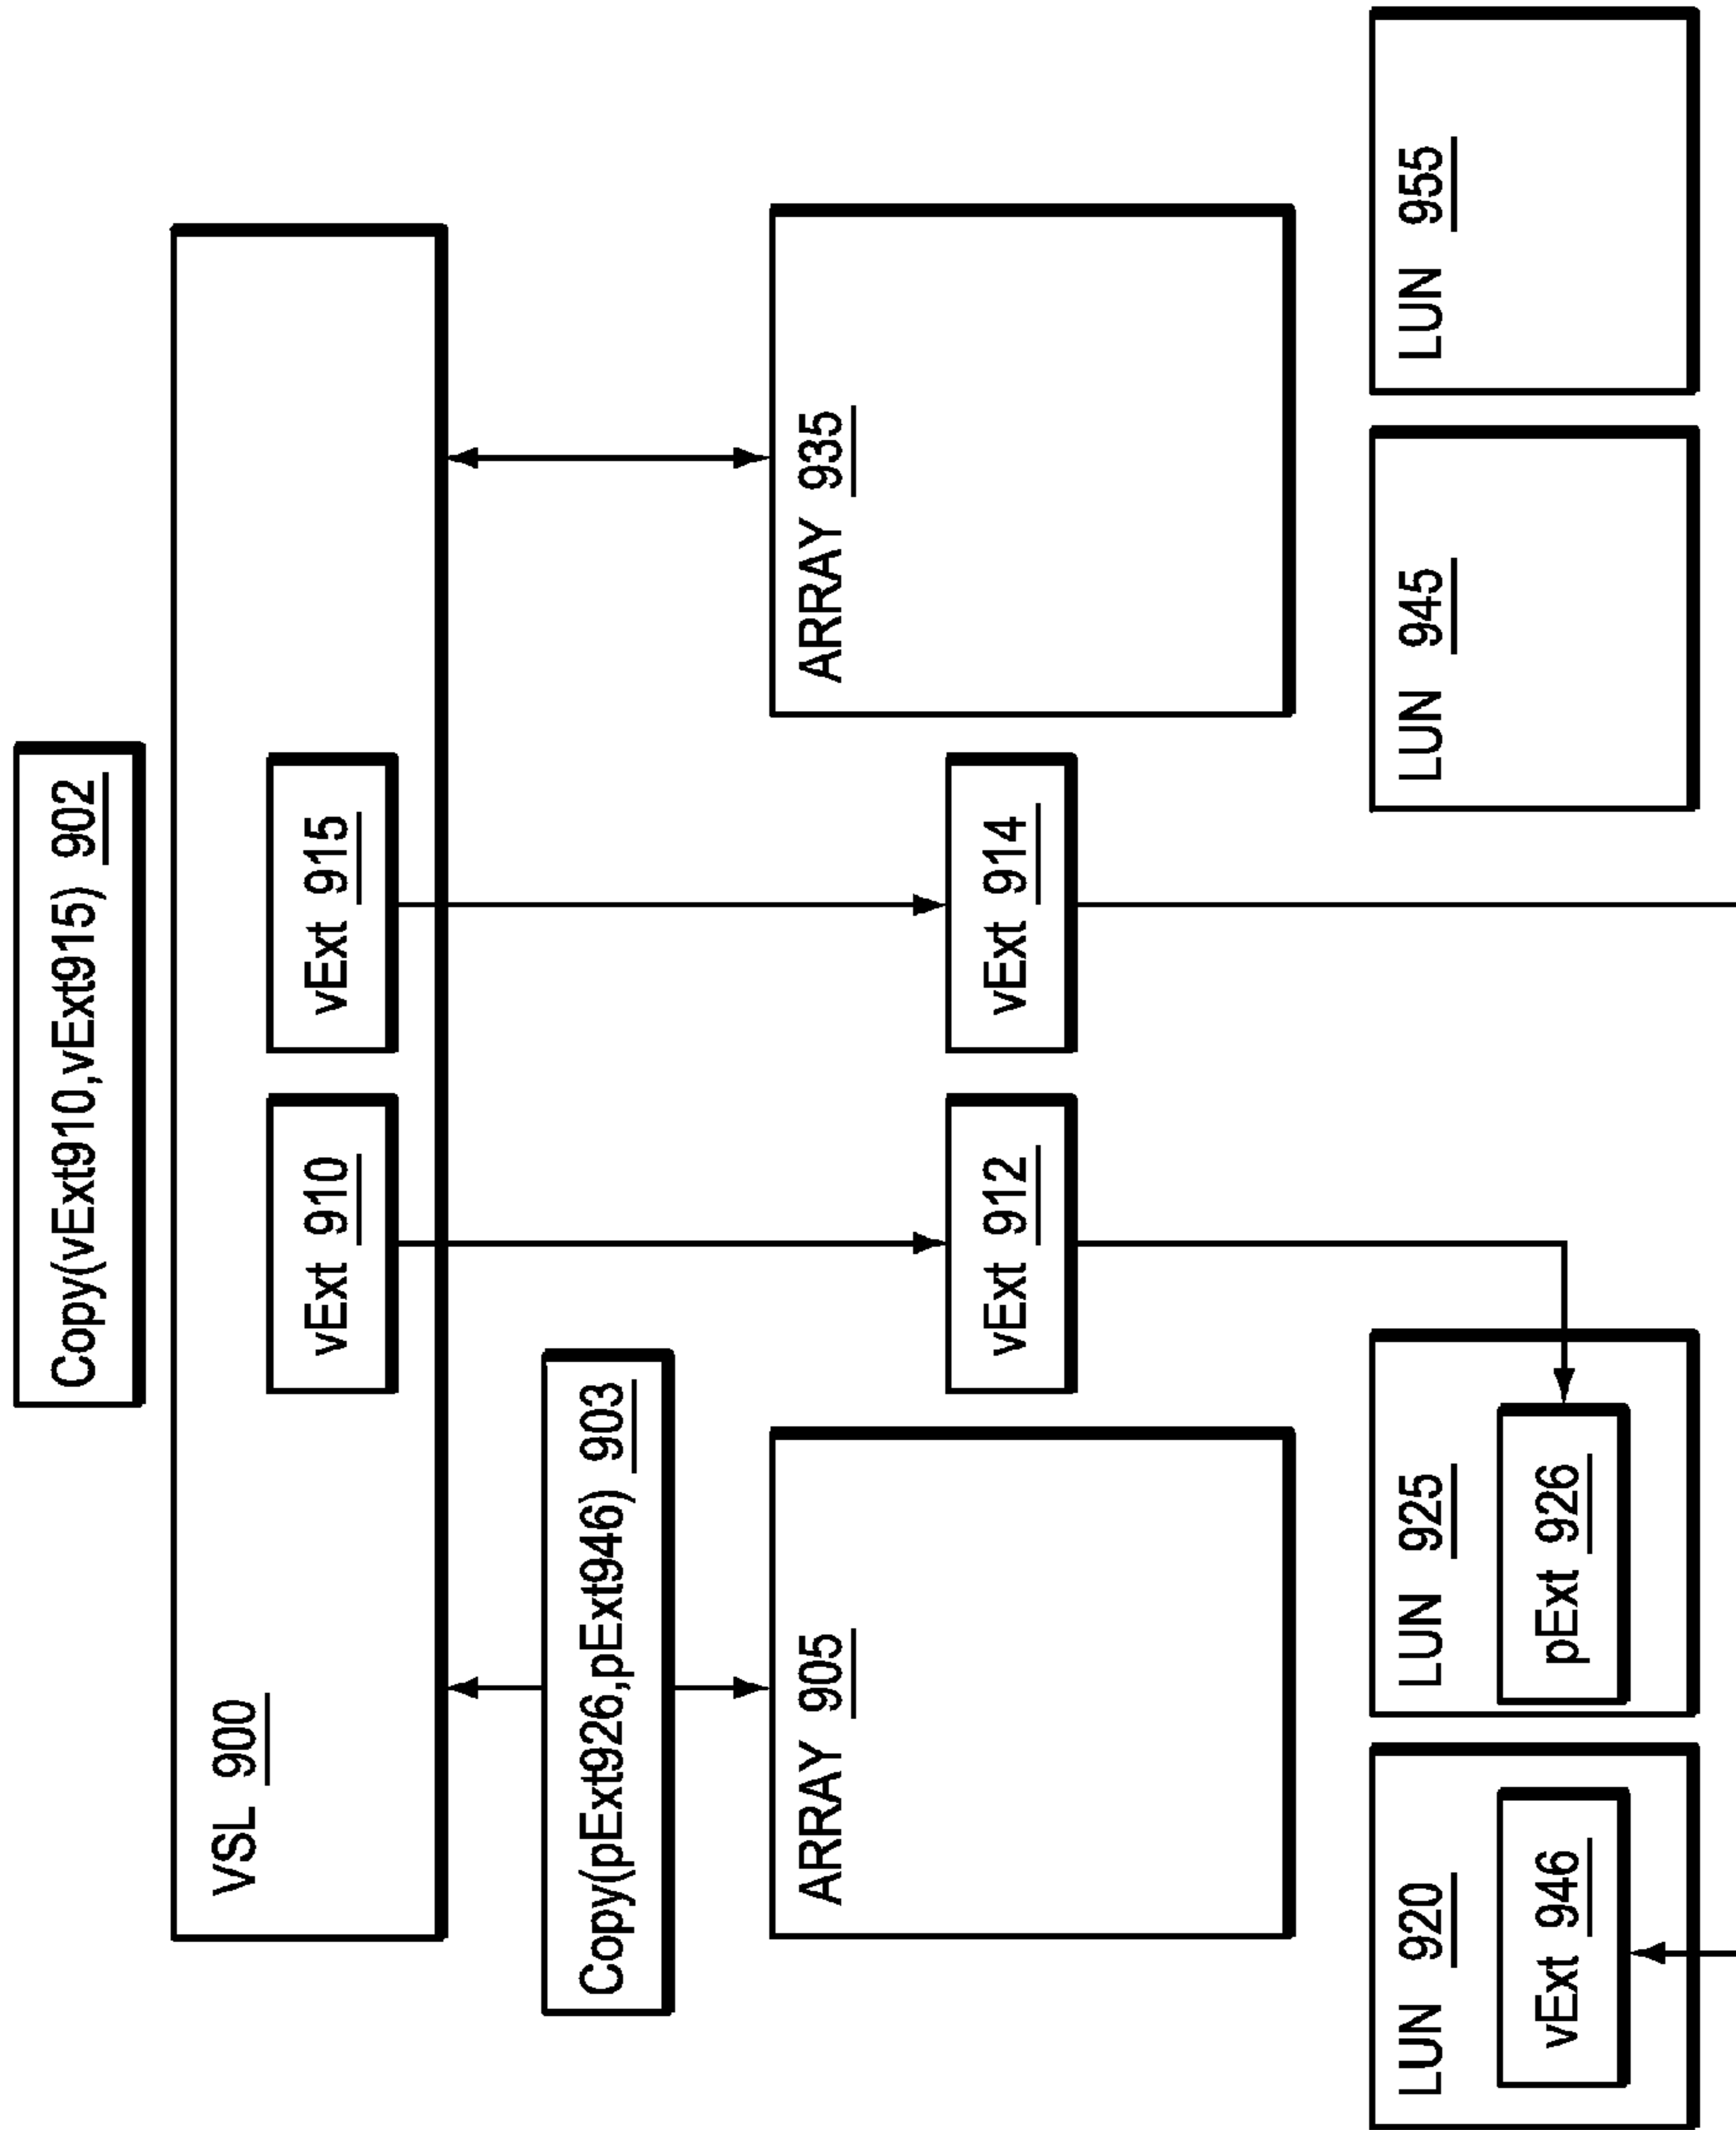 Copy(vExt910,vExt915) 902
VSL 900
vExt 910
vExt 915
Copy(pExt926,pExt946) 903
ARRAY 905
ARRAY 935
vExt 912
vExt 914
LUN 920
LUN 925
LUN 945
LUN 955
vExt 946
pExt 926